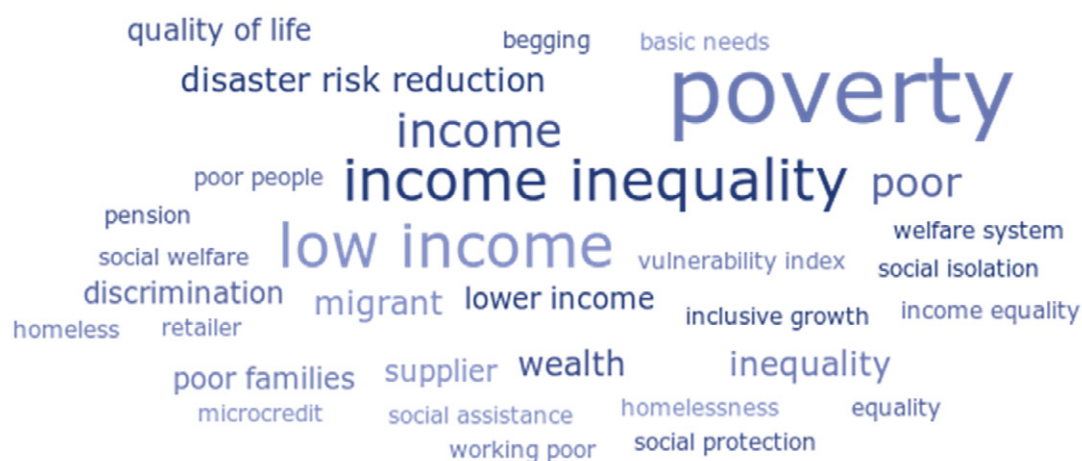 quality of life
begging
basic needs
disaster risk reduction
poverty
income
poor people
income inequality
poor
pension
welfare system
social welfare
low income
vulnerability index
social isolation
discrimination
migrant
lower income
inclusive growth
income equality
homeless
retailer
poor families
supplier
wealth
inequality
microcredit
social assistance
homelessness
equality
working poor
social protection